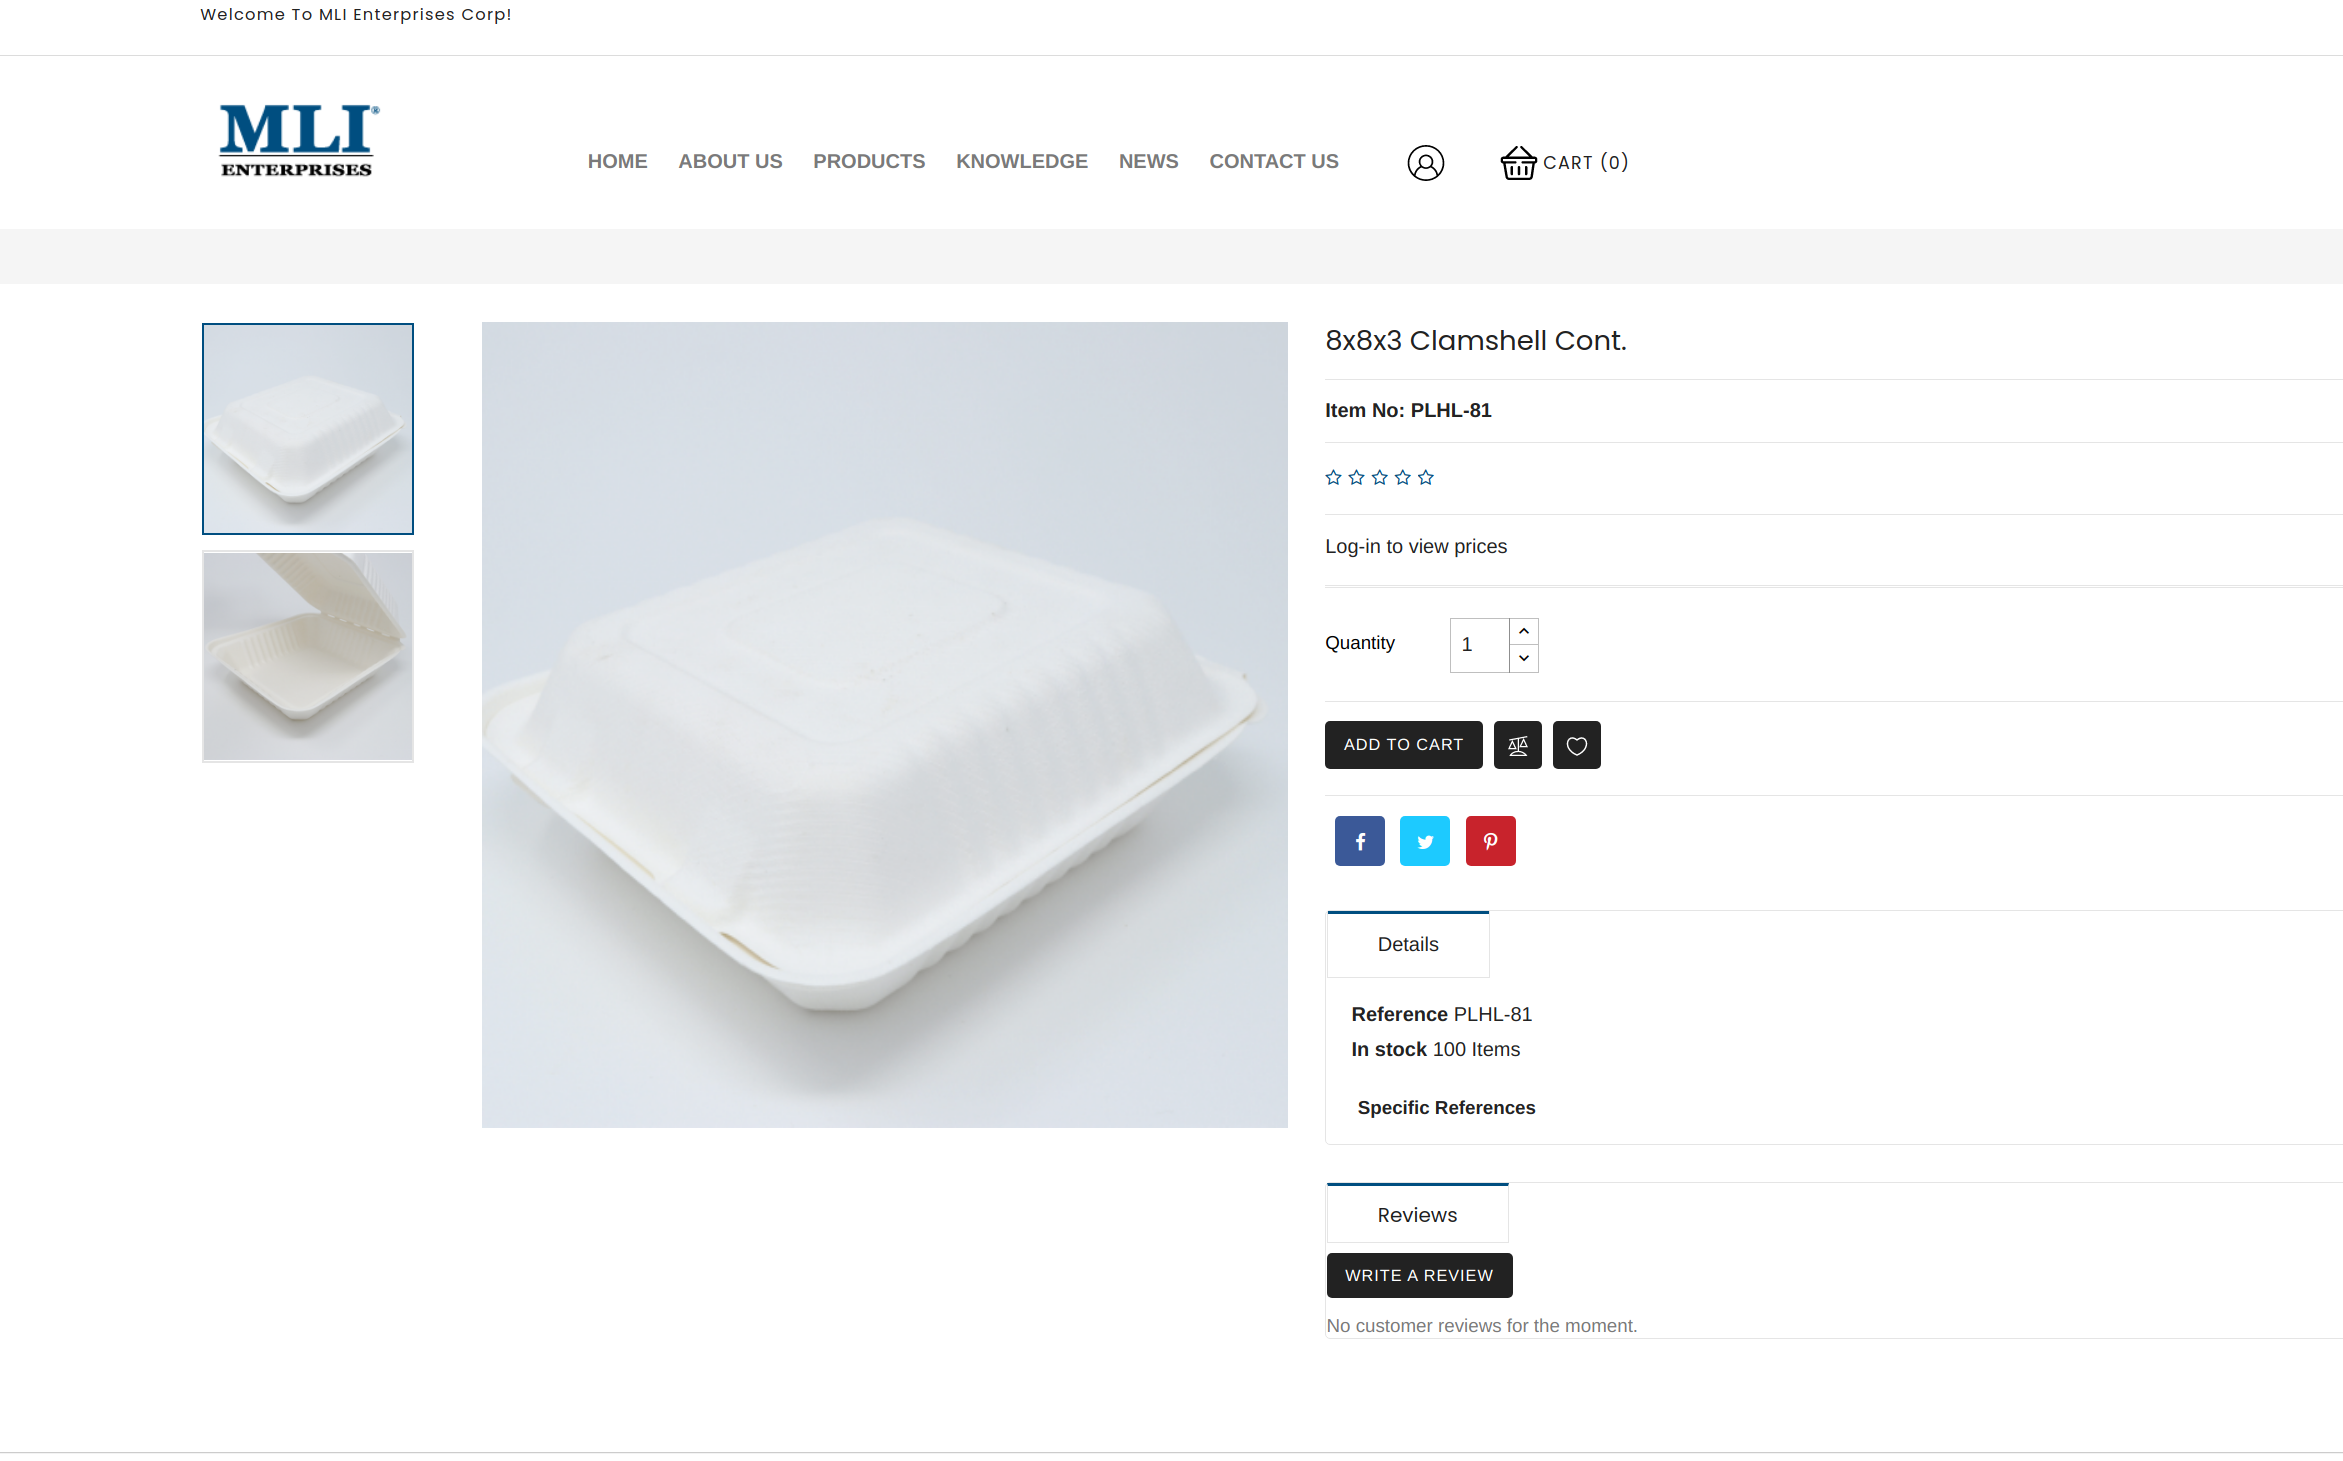 Welcome To MLI Enterprises Corp!
MLI®
ENTERPRISES
HOME ABOUT US PRODUCTS KNOWLEDGE NEWS CONTACT US CART (0)
8x8x3 Clamshell Cont.
Item No: PLHL-81
Log-in to view prices
Quantity 1
ADD TO CART
Details
Reference PLHL-81
In stock 100 Items
Specific References
Reviews
WRITE A REVIEW
No customer reviews for the moment.